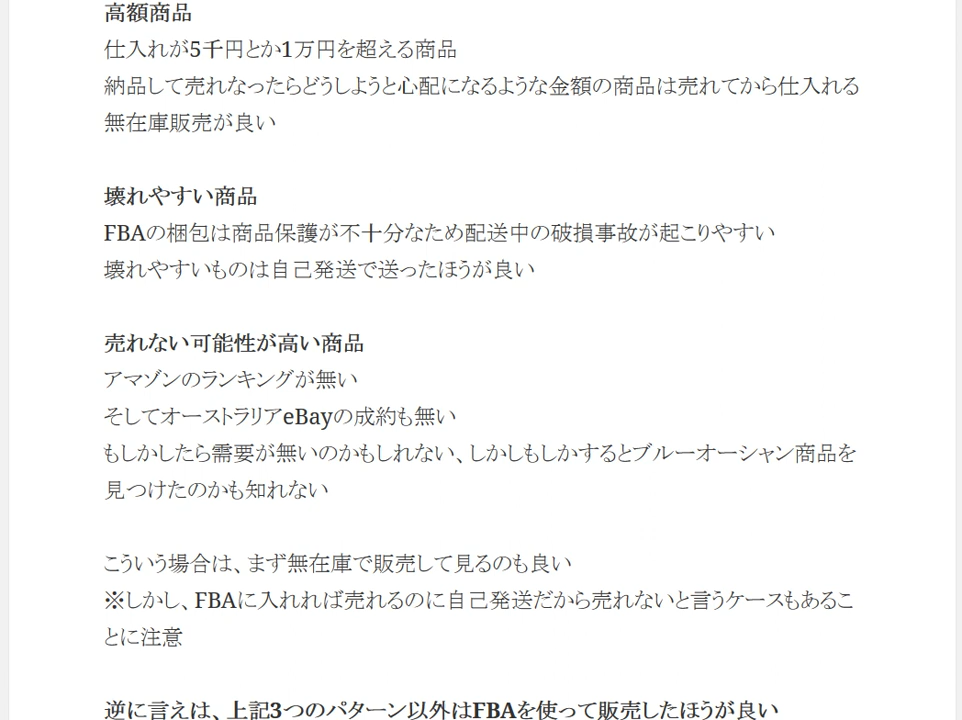 高額商品
仕入れが5千円とか1万円を超える商品
納品して売れなったらどうしようと心配になるような金額の商品は売れてから仕入れる
無在庫販売が良い
壊れやすい商品
FBAの梱包は商品保護が不十分なため配送中の破損事故が起こりやすい
壊れやすいものは自己発送で送ったほうが良い
売れない可能性が高い商品
アマゾンのランキングが無い
そしてオーストラリアeBayの成約も無い
もしかしたら需要が無いのかもしれない、しかしもしかするとブルーオーシャン商品を
見つけたのかも知れない
こういう場合は、まず無在庫で販売して見るのも良い
※しかし、FBAに入れれば売れるのに自己発送だから売れないと言うケースもあるこ
とに注意
逆に言えは、上記3つのパターン以外はFBAを使って販売したほうが良い